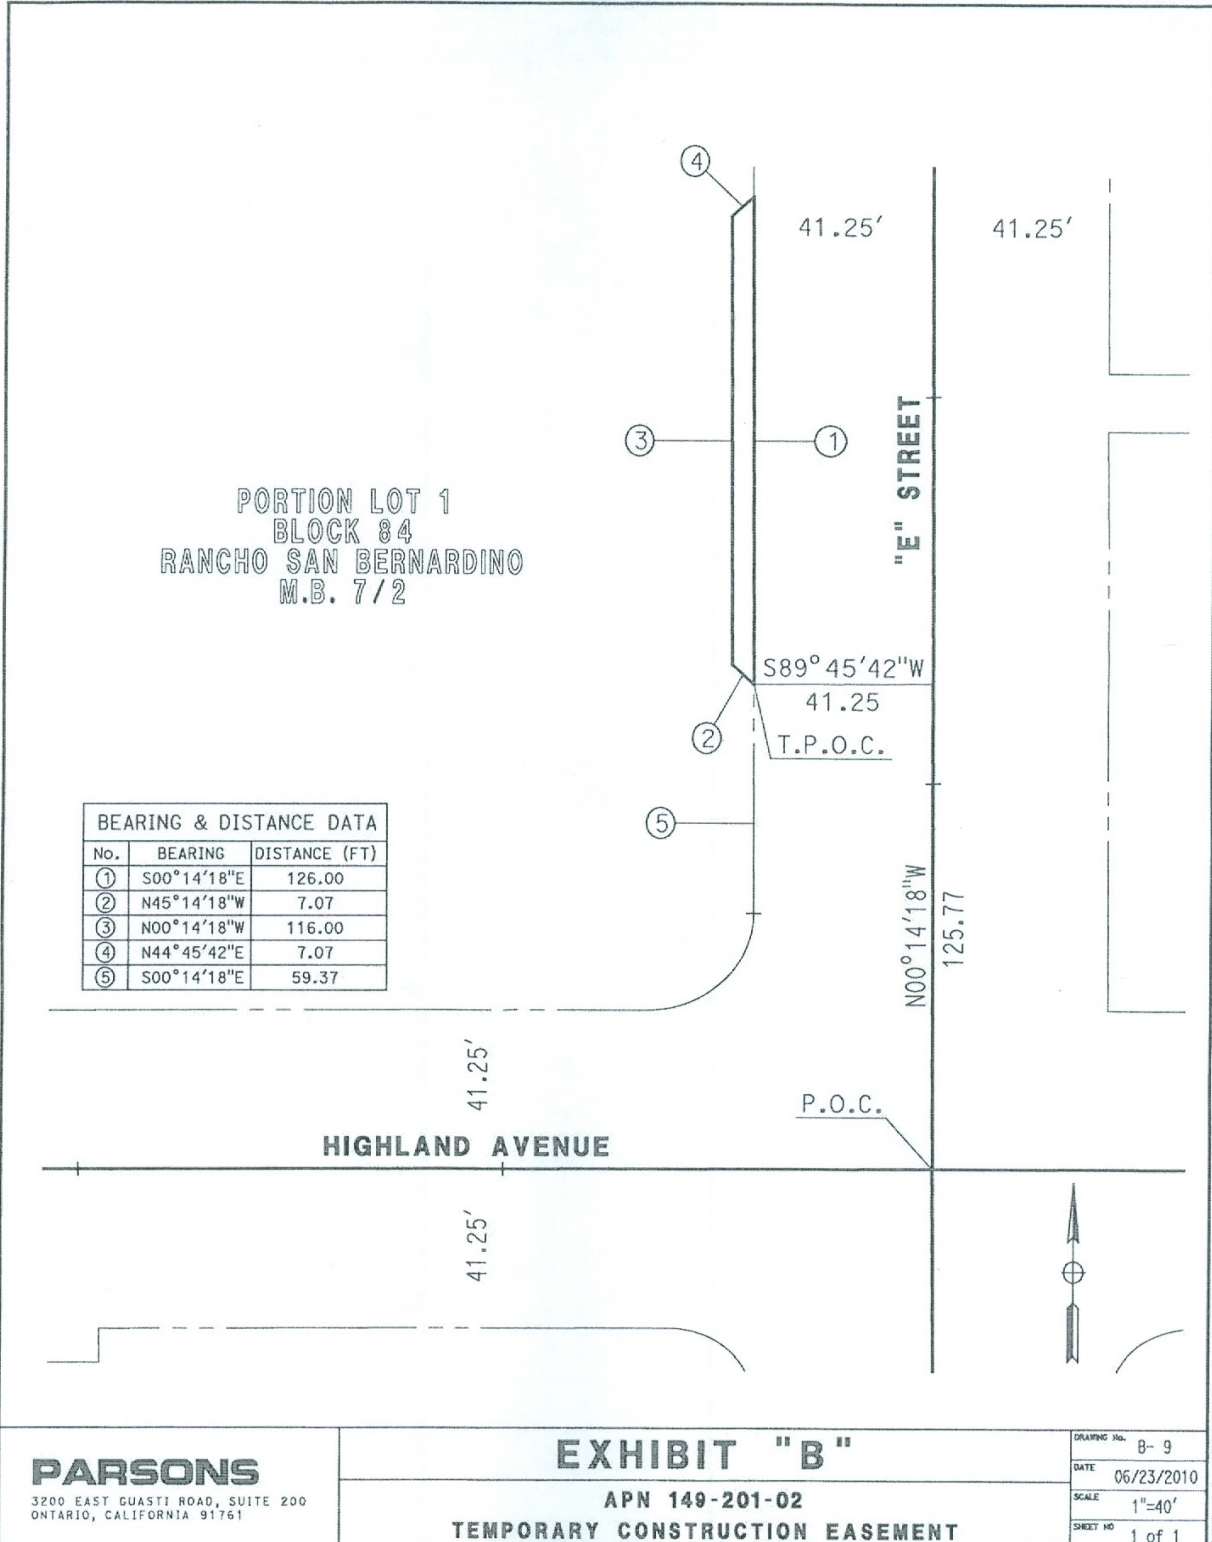 4
41.25′
41.25′
3
1
"E" STREET
PORTION LOT 1
BLOCK 84
RANCHO SAN BERNARDINO
M.B. 7/2
S89°45′42"W
41.25
2
T.P.O.C.
5
BEARING & DISTANCE DATA
No. BEARING DISTANCE (FT)
1 S00°14′18"E 126.00
2 N45°14′18"W 7.07
3 N00°14′18"W 116.00
4 N44°45′42"E 7.07
5 S00°14′18"E 59.37
N00°14′18"W
125.77
41.25′
P.O.C.
HIGHLAND AVENUE
41.25′
PARSONS
3200 EAST GUASTI ROAD, SUITE 200
ONTARIO, CALIFORNIA 91761
EXHIBIT "B"
APN 149-201-02
TEMPORARY CONSTRUCTION EASEMENT
DRAWING No. B-9
DATE 06/23/2010
SCALE 1"=40′
SHEET NO 1 of 1